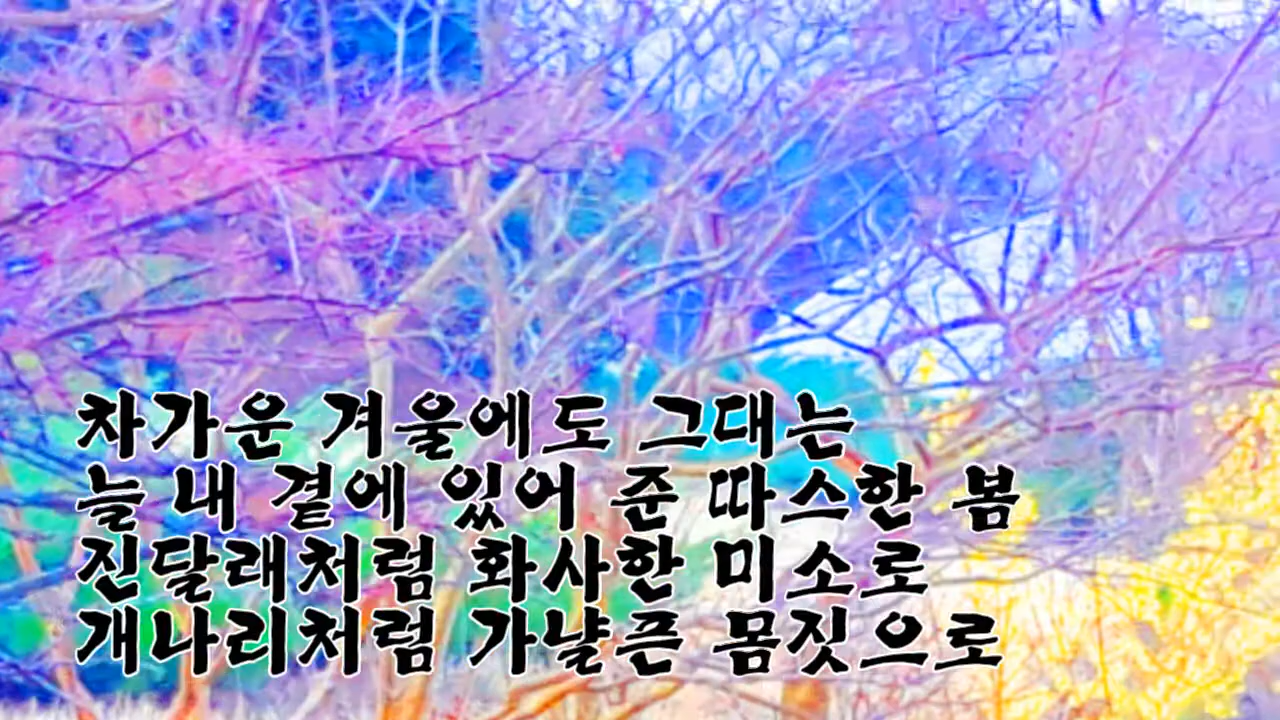 차가운 겨울에도 그대는
늘 내 곁에 있어 준 따스한 봄
진달래처럼 화사한 미소로
개나리처럼 가냘픈 몸짓으로